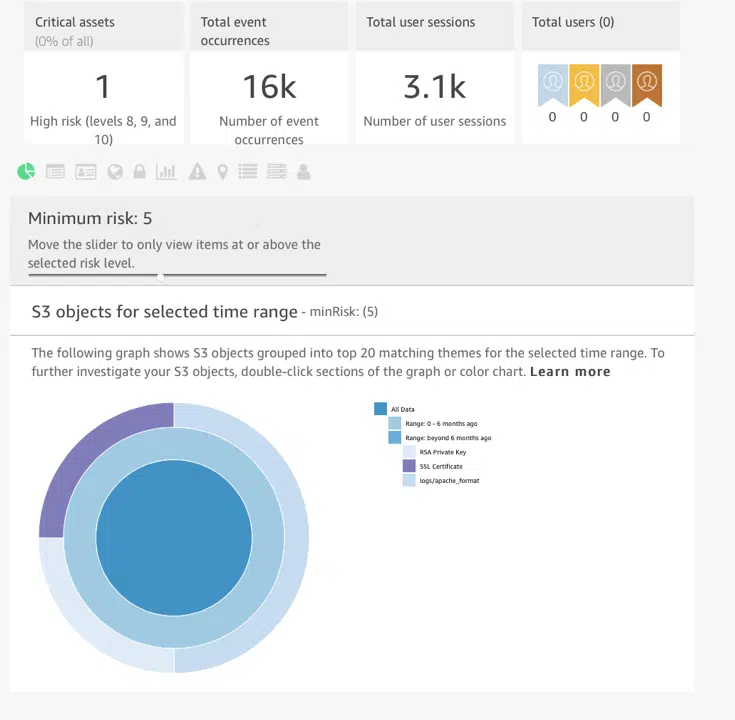 Critical assets
(0% of all)
Total event
occurrences
Total user sessions
Total users (0)
1
High risk (levels 8, 9, and
10)
16k
Number of event
occurrences
3.1k
Number of user sessions
0 0 0 0
Minimum risk: 5
Move the slider to only view items at or above the
selected risk level.
S3 objects for selected time range - minRisk: (5)
The following graph shows S3 objects grouped into top 20 matching themes for the selected time range. To
further investigate your S3 objects, double-click sections of the graph or color chart. Learn more
All Data
Range: 0 - 6 months ago
Range: beyond 6 months ago
RSA Private Key
SSL Certificate
logs/apache_format